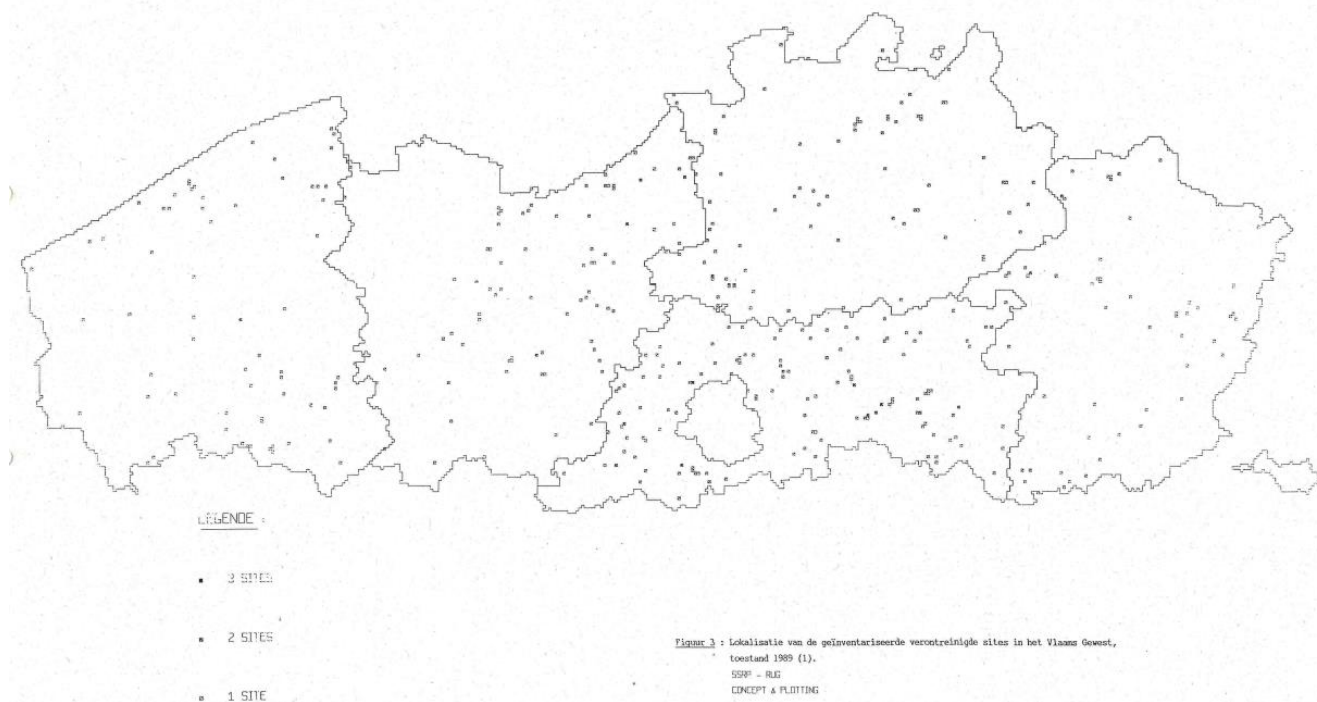 LEGENDE :
3 SITES
2 SITES
1 SITE
Figuur 3 : Lokalisatie van de geïnventariseerde verontreinigde sites in het Vlaams Gewest,
toestand 1989 (1).
SSRP - RUG
CONCEPT & PLOTTING